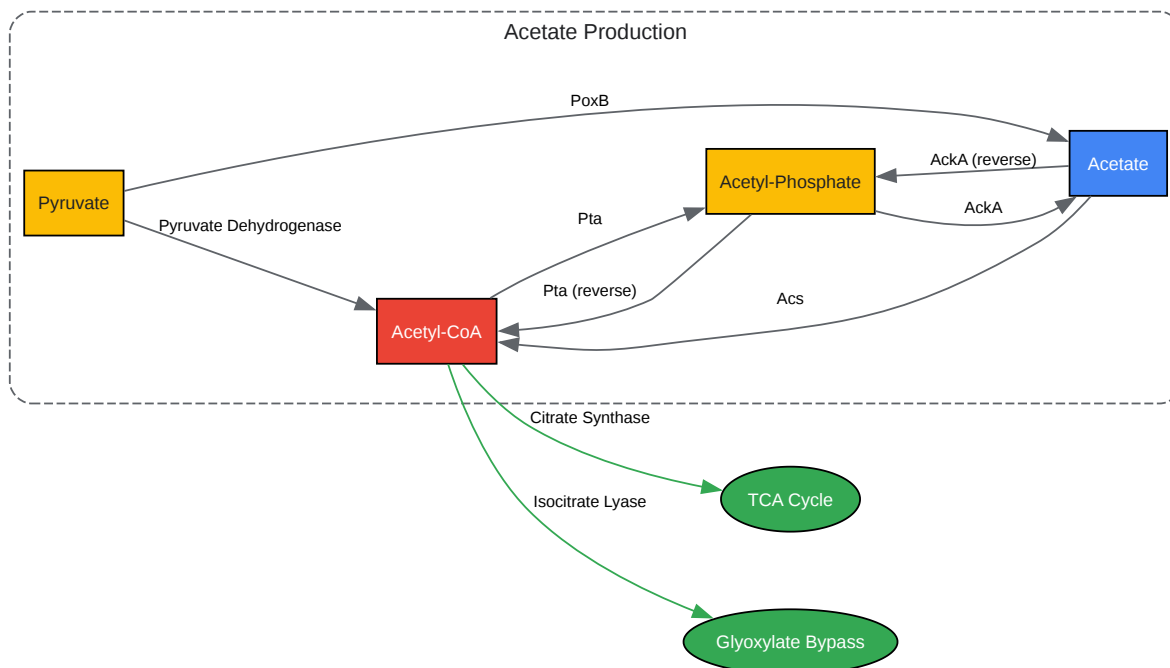 Acetate Production
PoxB
AckA (reverse)
Acetate
Acetyl-Phosphate
Pyruvate
AckA
Pta
Pyruvate Dehydrogenase
Pta (reverse)
Acs
Acetyl-CoA
Citrate Synthase
TCA Cycle
Isocitrate Lyase
Glyoxylate Bypass